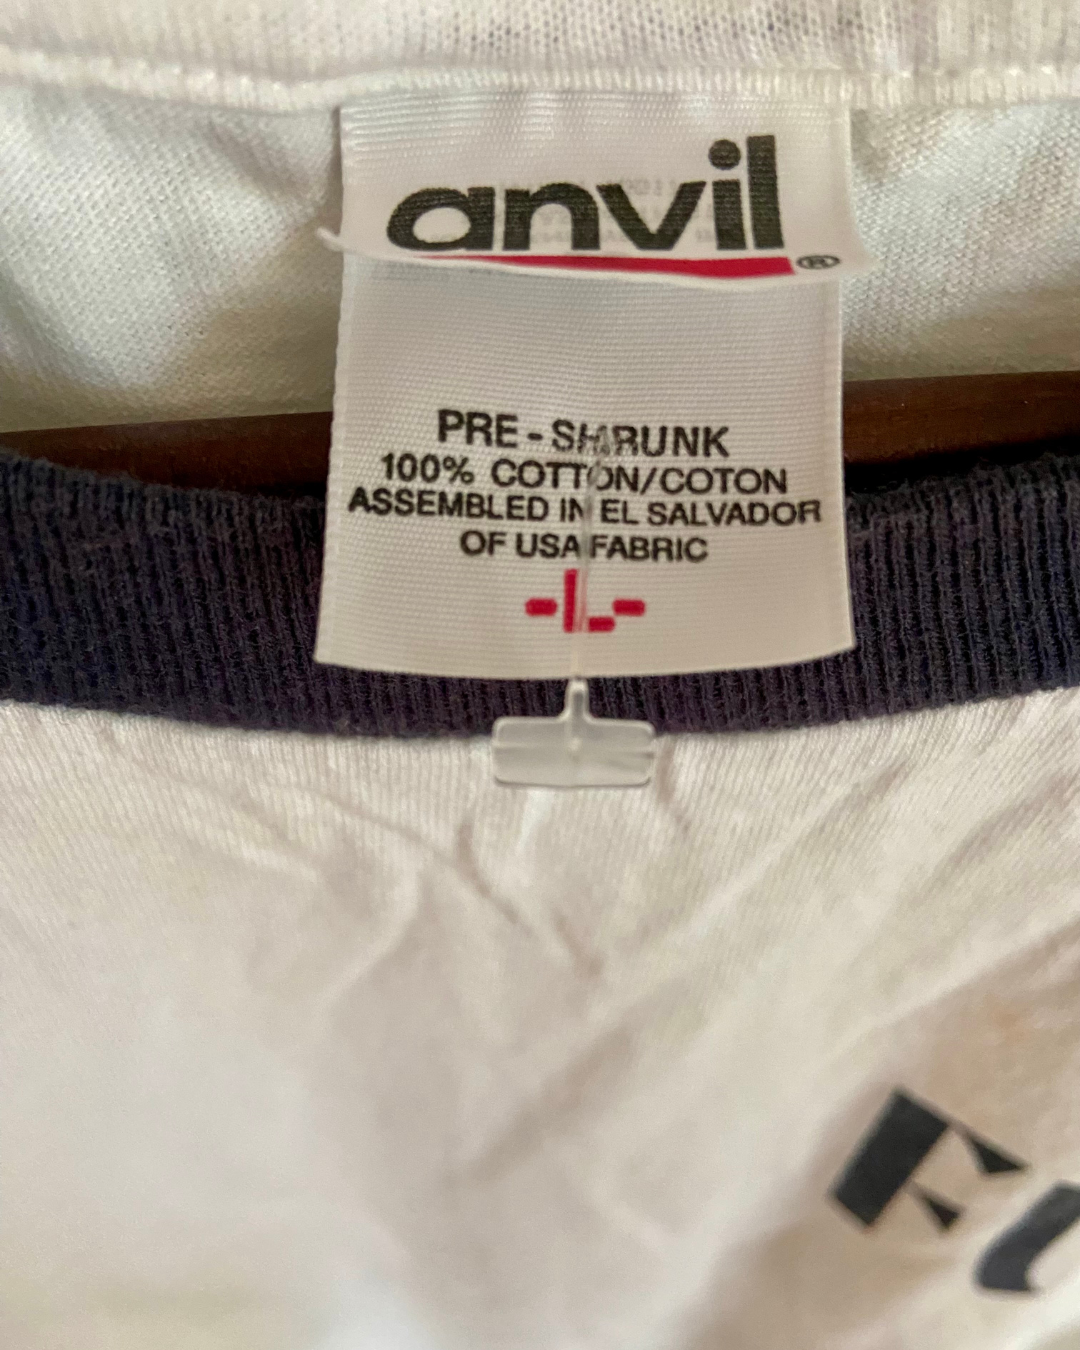 anvil®
PRE-SHRUNK
100% COTTON/COTON
ASSEMBLED IN EL SALVADOR
OF USA FABRIC
-L-